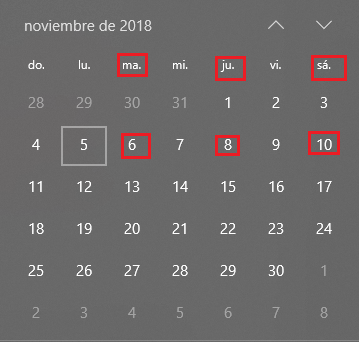 noviembre de 2018
do. lu. ma. mi. ju. vi. sá.
28 29 30 31 1 2 3
4 5 6 7 8 9 10
11 12 13 14 15 16 17
18 19 20 21 22 23 24
25 26 27 28 29 30 1
2 3 4 5 6 7 8